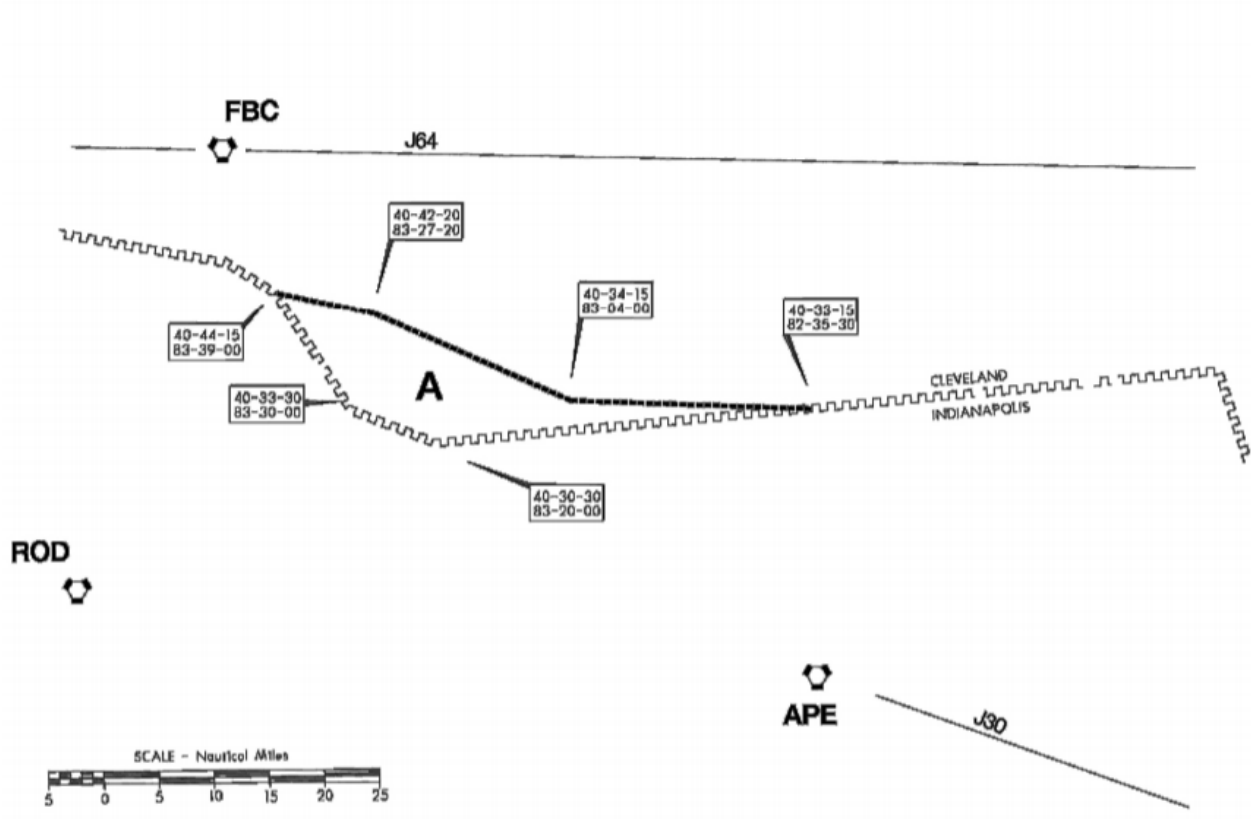 FBC
J64
40-42-20
83-27-20
40-34-15
83-04-00
40-33-15
82-35-30
40-44-15
83-39-00
40-33-30
83-30-00
A
CLEVELAND
INDIANAPOLIS
40-30-30
83-20-00
ROD
APE
J30
SCALE - Nautical Miles
5 0 5 10 15 20 25